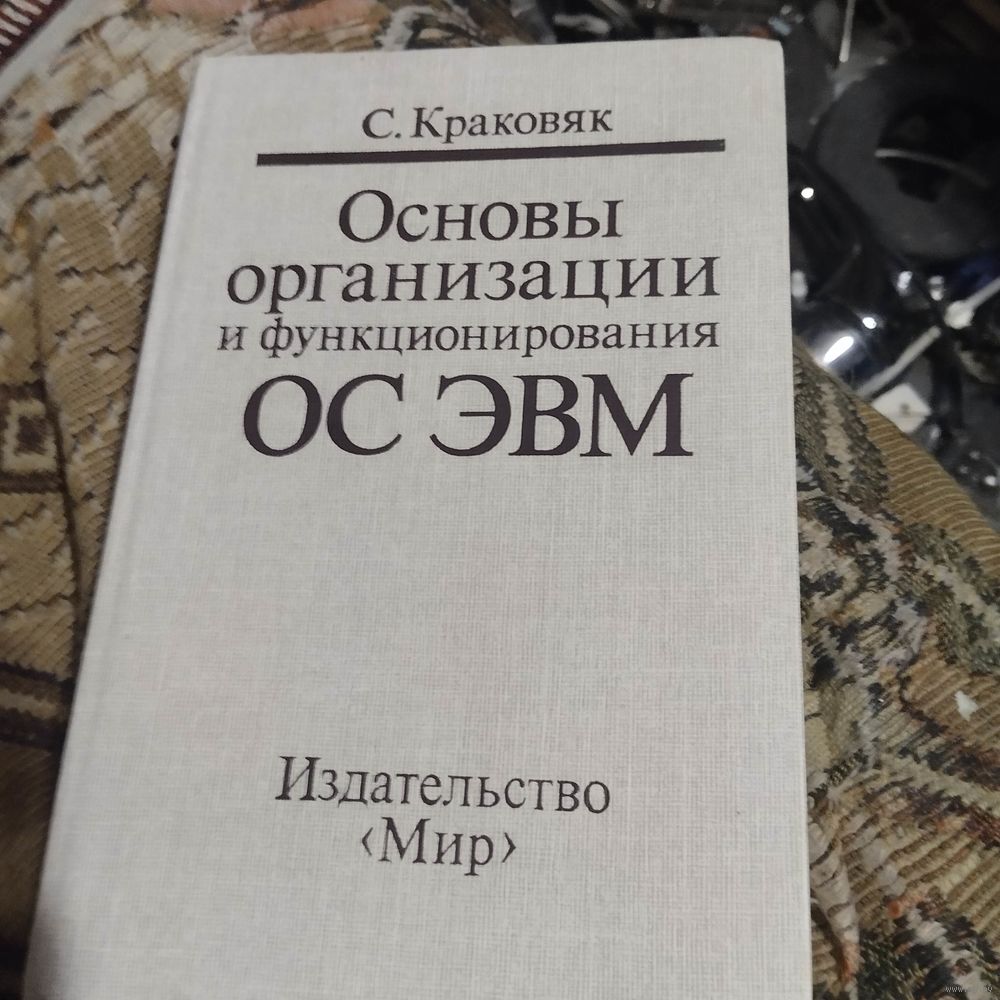 С. Краковяк
Основы
организации
и функционирования
ОС ЭВМ
Издательство
‹Мир›